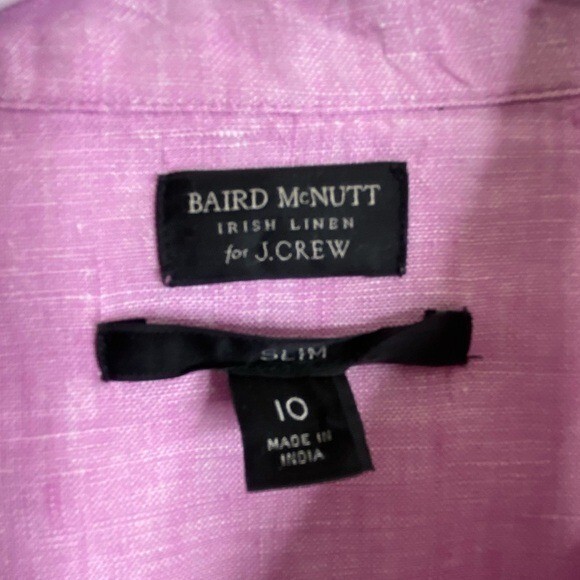 BAIRD McNUTT
IRISH LINEN
for J.CREW
SLIM
10
MADE IN
INDIA